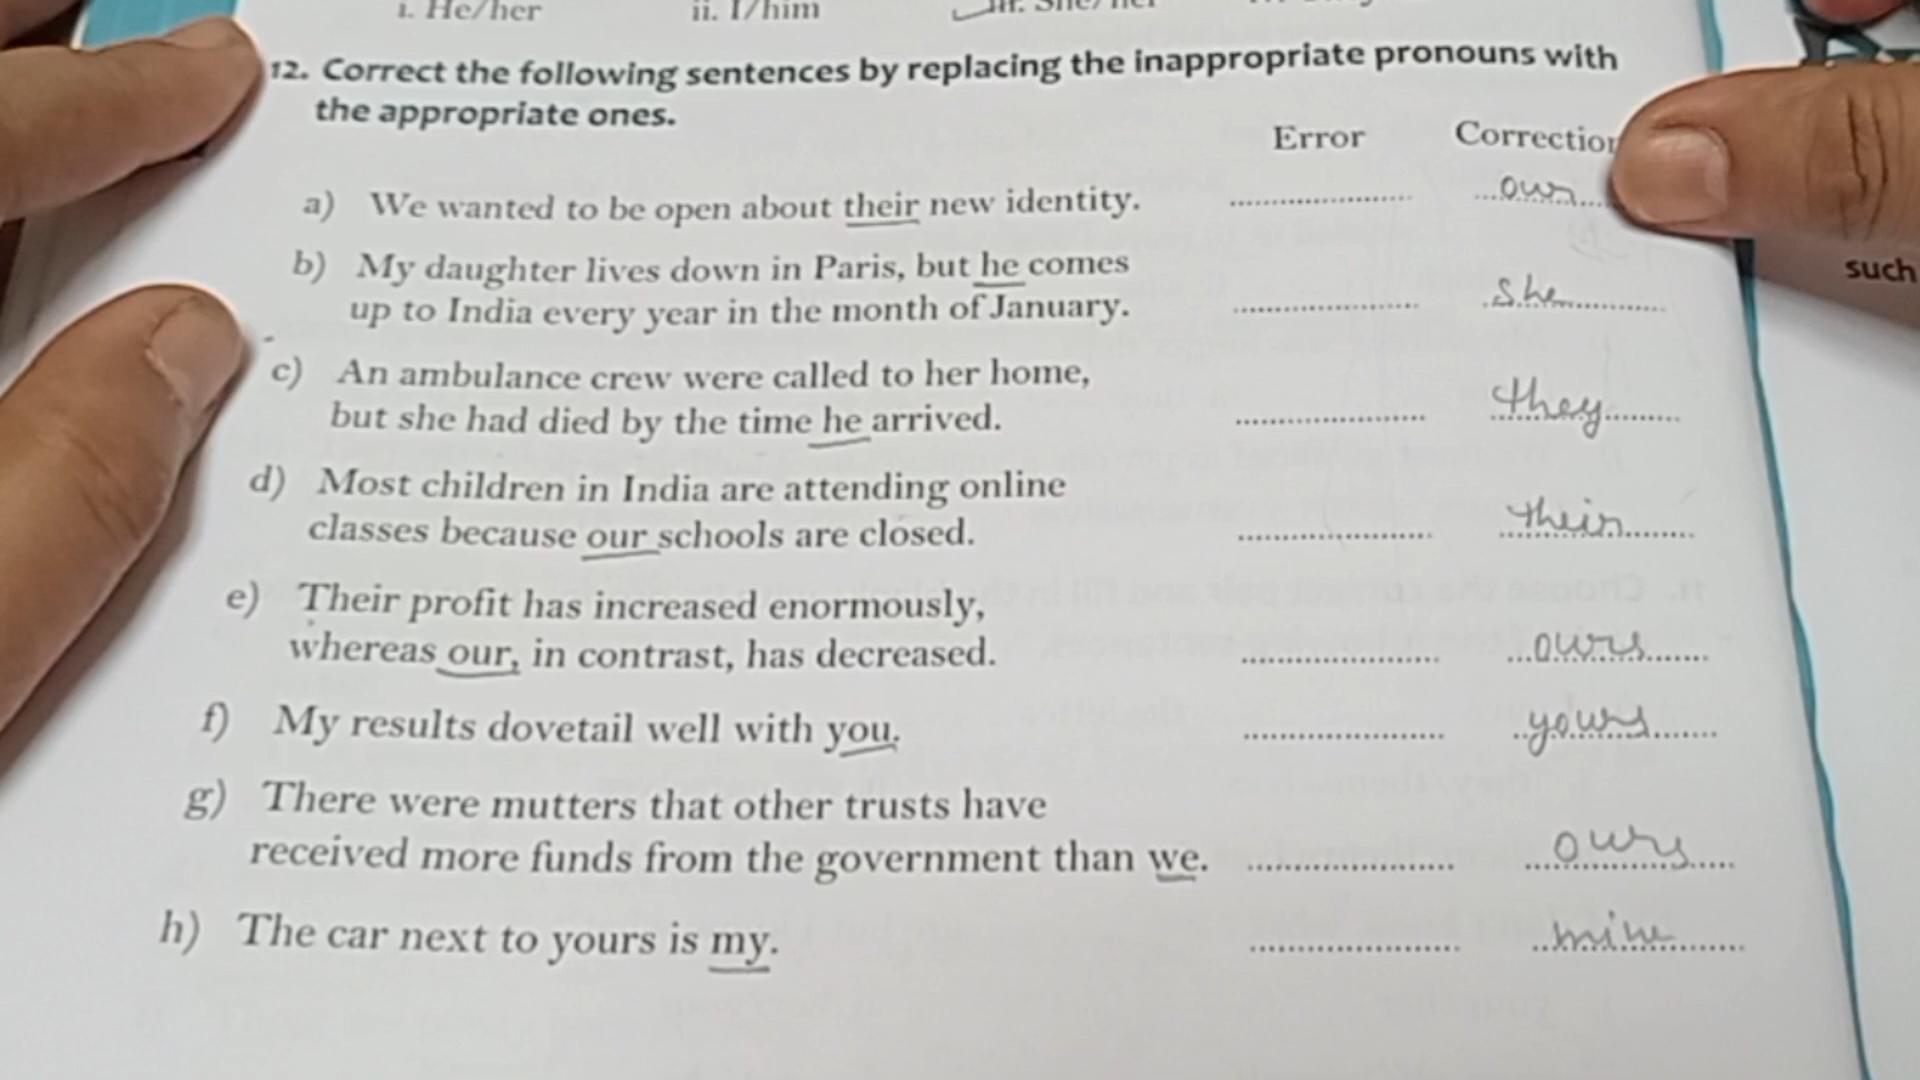 i. He/her ii. I/him
12. Correct the following sentences by replacing the inappropriate pronouns with
the appropriate ones.
Error Correction
a) We wanted to be open about their new identity. our
b) My daughter lives down in Paris, but he comes
up to India every year in the month of January. she
such
c) An ambulance crew were called to her home,
but she had died by the time he arrived. they
d) Most children in India are attending online
classes because our schools are closed. their
e) Their profit has increased enormously,
whereas our, in contrast, has decreased. ours
f) My results dovetail well with you. yours
g) There were mutters that other trusts have
received more funds from the government than we. ours
h) The car next to yours is my. mine